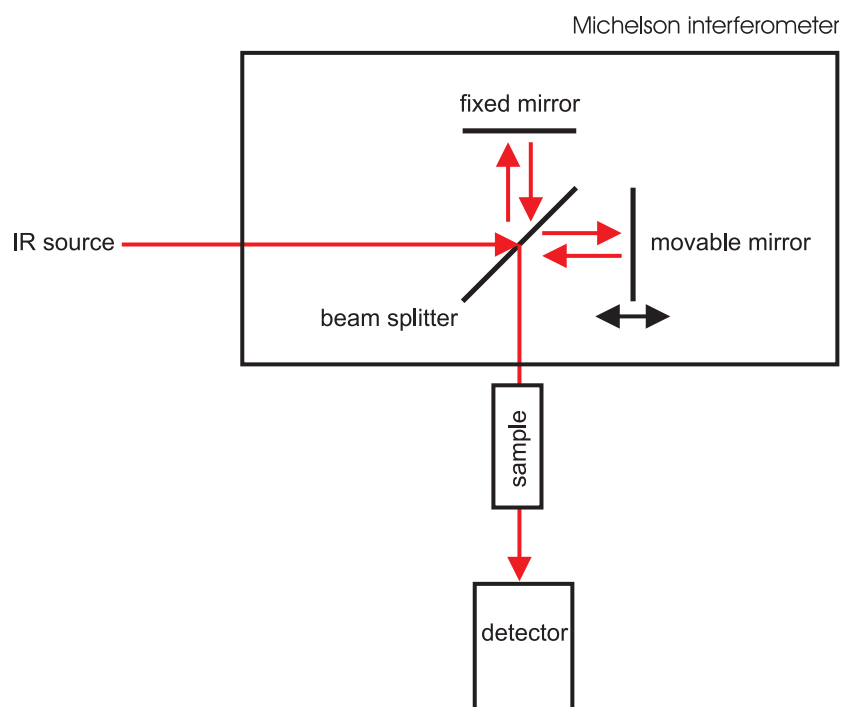 Michelson interferometer
fixed mirror
IR source
movable mirror
beam splitter
sample
detector